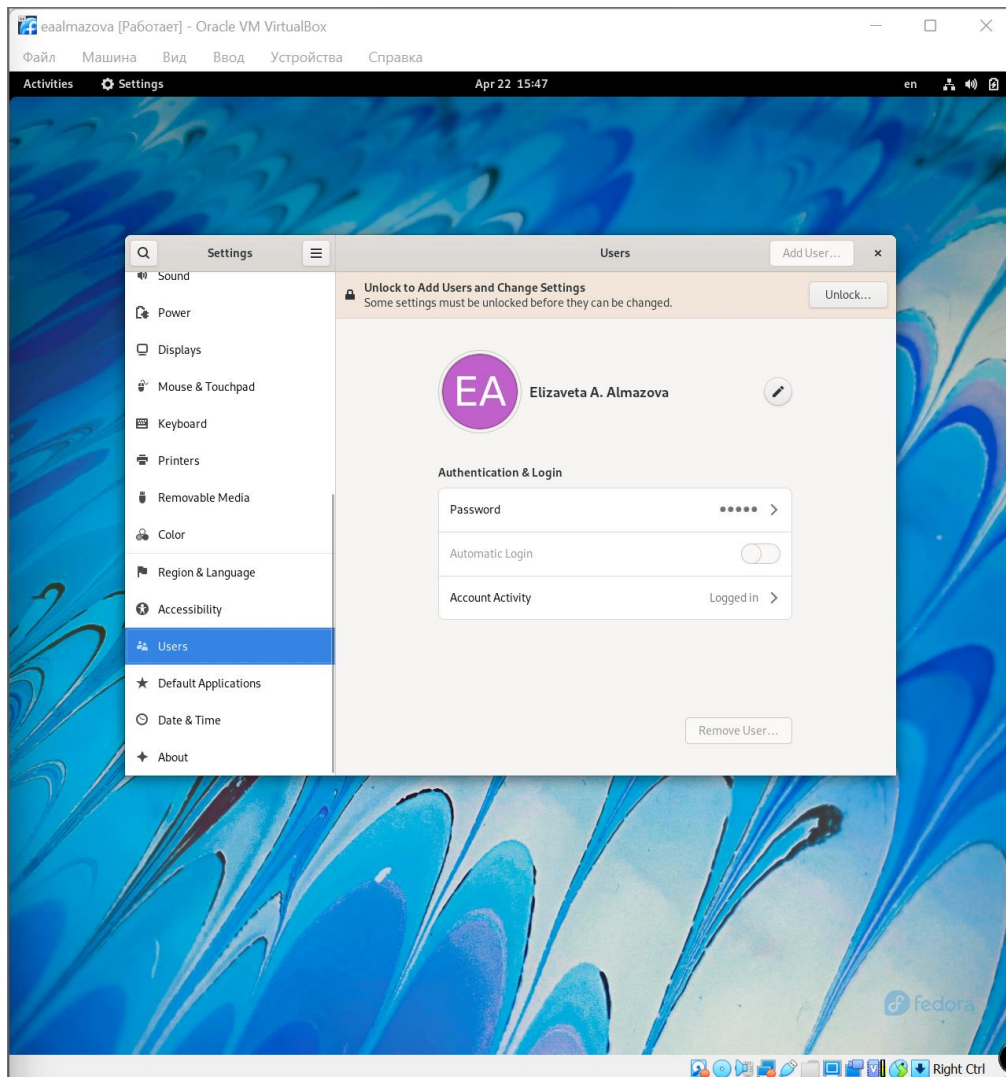 eaalmazova [Работает] - Oracle VM VirtualBox
Файл Машина Вид Ввод Устройства Справка
Activities Settings Apr 22 15:47 en
Settings
Users
Add User...
Sound
Power
Displays
Mouse & Touchpad
Keyboard
Printers
Removable Media
Color
Region & Language
Accessibility
Users
Default Applications
Date & Time
About
Unlock to Add Users and Change Settings
Some settings must be unlocked before they can be changed.
Unlock...
EA
Elizaveta A. Almazova
Authentication & Login
Password
Automatic Login
Account Activity Logged in
Remove User...
fedora
Right Ctrl